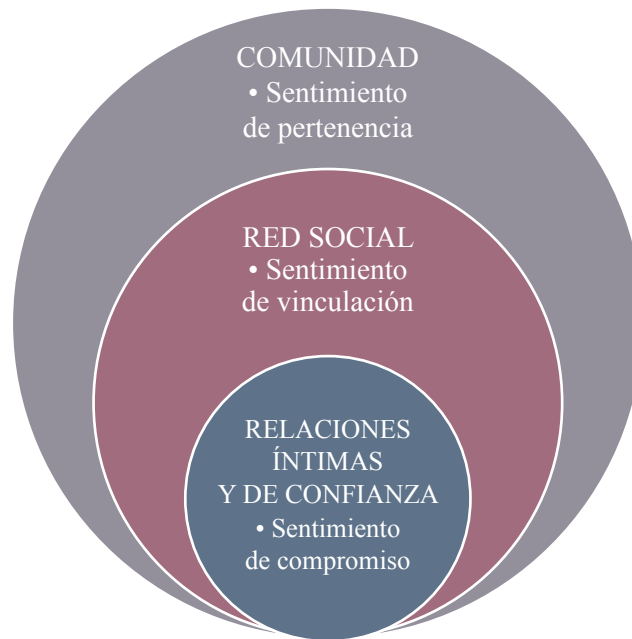 COMUNIDAD
• Sentimiento
de pertenencia
RED SOCIAL
• Sentimiento
de vinculación
RELACIONES
ÍNTIMAS
Y DE CONFIANZA
• Sentimiento
de compromiso